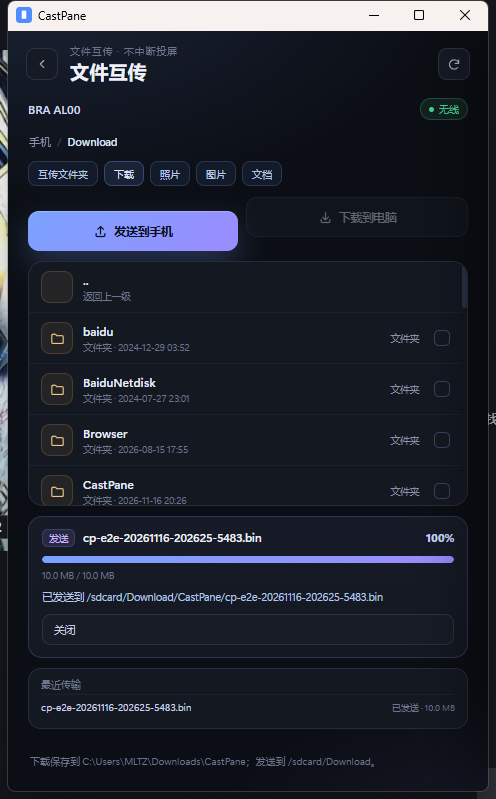 CastPane
文件互传 · 不中断投屏
文件互传
BRA AL00
无线
手机 / Download
互传文件夹 下载 照片 图片 文档
发送到手机
下载到电脑
..
返回上一级
baidu
文件夹 · 2024-12-29 03:52
文件夹
BaiduNetdisk
文件夹 · 2024-07-27 23:01
文件夹
Browser
文件夹 · 2026-08-15 17:55
文件夹
CastPane
文件夹 · 2026-11-16 20:26
文件夹
发送 cp-e2e-20261116-202625-5483.bin 100%
10.0 MB / 10.0 MB
已发送到 /sdcard/Download/CastPane/cp-e2e-20261116-202625-5483.bin
关闭
最近传输
cp-e2e-20261116-202625-5483.bin 已发送 · 10.0 MB
下载保存到 C:\Users\MLTZ\Downloads\CastPane；发送到 /sdcard/Download。